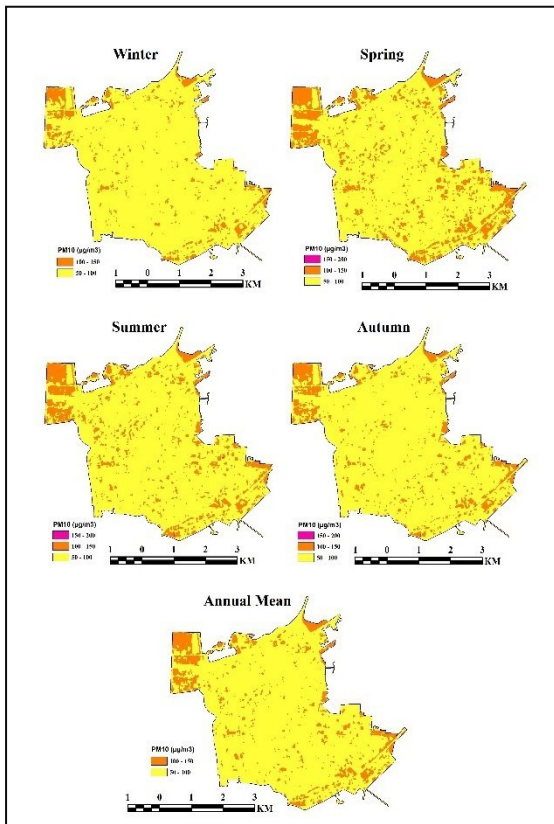 Winter
PM10 (µg/m3)
100 - 150
50 - 100
1 0 1 2 3
KM
Spring
PM10 (µg/m3)
150 - 200
100 - 150
50 - 100
1 0 1 2 3
KM
Summer
PM10 (µg/m3)
150 - 200
100 - 150
50 - 100
1 0 1 2 3
KM
Autumn
PM10 (µg/m3)
150 - 200
100 - 150
50 - 100
1 0 1 2 3
KM
Annual Mean
PM10 (µg/m3)
100 - 150
50 - 100
1 0 1 2 3
KM